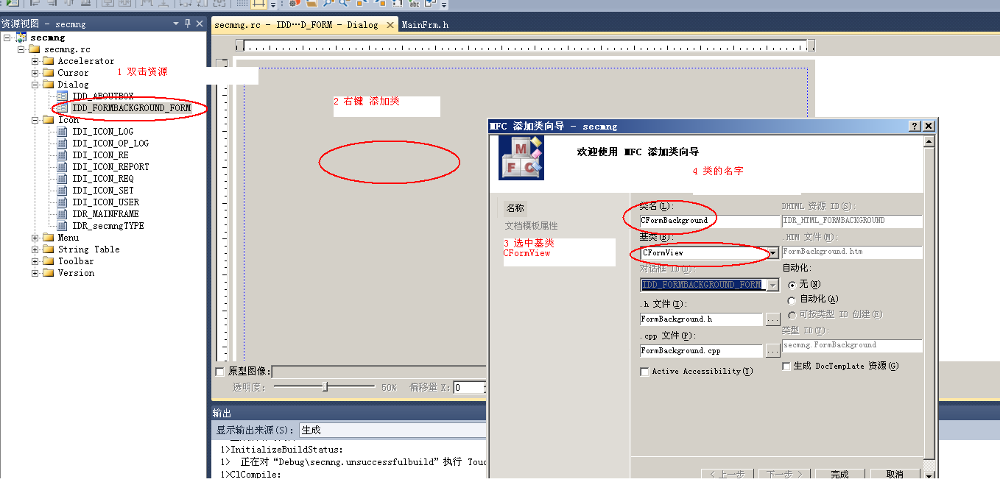 资源视图 - secmng
secmng
secmng.rc
Accelerator
Cursor
Dialog
IDD_ABOUTBOX
IDD_FORMBACKGROUND_FORM
Icon
IDI_ICON_LOG
IDI_ICON_OP_LOG
IDI_ICON_RE
IDI_ICON_REPORT
IDI_ICON_REQ
IDI_ICON_SET
IDI_ICON_USER
IDR_MAINFRAME
IDR_secmngTYPE
Menu
String Table
Toolbar
Version
1 双击资源
secmng.rc - IDD···D_FORM - Dialog
MainFrm.h
2 右键 添加类
原型图像:
透明度:
50%
偏移量 X:
0
输出
显示输出来源(S):
生成
1>InitializeBuildStatus:
1> 正在对“Debug\secmng.unsuccessfulbuild”执行 Touc
1>ClCompile:
MFC 添加类向导 - secmng
M
F C
欢迎使用 MFC 添加类向导
4 类的名字
名称
文档模板属性
3 选中基类
CFormView
类名(L):
CFormBackground
基类(B):
CFormView
对话框 ID(D):
IDD_FORMBACKGROUND_FORM
.h 文件(I):
FormBackground.h
...
.cpp 文件(P):
FormBackground.cpp
...
Active Accessibility(Y)
DHTML 资源 ID(S):
IDR_HTML_FORMBACKGROUND
.HTM 文件(M):
FormBackground.htm
自动化:
无(N)
自动化(A)
可按类型 ID 创建(E)
类型 ID(T):
secmng.FormBackground
生成 DocTemplate 资源(G)
< 上一步
下一步 >
完成
取消